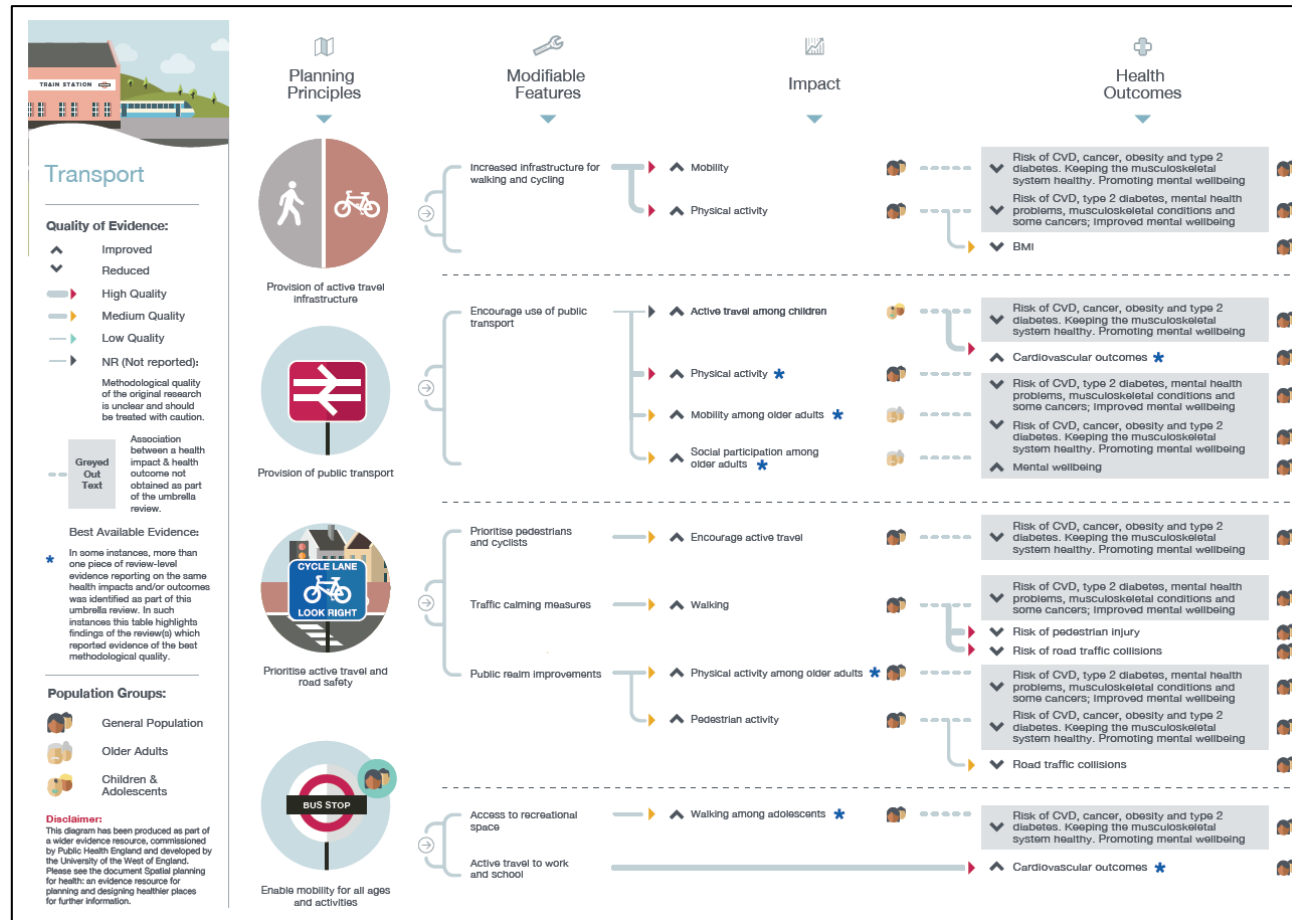 TRAIN STATION
Transport
Quality of Evidence:
Improved
Reduced
High Quality
Medium Quality
Low Quality
NR (Not reported):
Methodological quality
of the original research
is unclear and should
be treated with caution.
Greyed
Out
Text
Association
between a health
impact & health
outcome not
obtained as part
of the umbrella
review.
Best Available Evidence:
* In some instances, more than
one piece of review-level
evidence reporting on the same
health impacts and/or outcomes
was identified as part of this
umbrella review. In such
instances this table highlights
findings of the review(s) which
reported evidence of the best
methodological quality.
Population Groups:
General Population
Older Adults
Children &
Adolescents
Disclaimer:
This diagram has been produced as part of
a wider evidence resource, commissioned
by Public Health England and developed by
the University of the West of England.
Please see the document Spatial planning
for health: an evidence resource for
planning and designing healthier places
for further information.
Planning
Principles
Modifiable
Features
Impact
Health
Outcomes
Provision of active travel
infrastructure
Increased infrastructure for
walking and cycling
Mobility
Risk of CVD, cancer, obesity and type 2
diabetes. Keeping the musculoskeletal
system healthy. Promoting mental wellbeing
Physical activity
Risk of CVD, type 2 diabetes, mental health
problems, musculoskeletal conditions and
some cancers; improved mental wellbeing
BMI
Provision of public transport
Encourage use of public
transport
Active travel among children
Risk of CVD, cancer, obesity and type 2
diabetes. Keeping the musculoskeletal
system healthy. Promoting mental wellbeing
Cardiovascular outcomes *
Physical activity *
Risk of CVD, type 2 diabetes, mental health
problems, musculoskeletal conditions and
some cancers; improved mental wellbeing
Mobility among older adults *
Risk of CVD, cancer, obesity and type 2
diabetes. Keeping the musculoskeletal
system healthy. Promoting mental wellbeing
Social participation among
older adults *
Mental wellbeing
CYCLE LANE
LOOK RIGHT
Prioritise active travel and
road safety
Prioritise pedestrians
and cyclists
Encourage active travel
Risk of CVD, cancer, obesity and type 2
diabetes. Keeping the musculoskeletal
system healthy. Promoting mental wellbeing
Traffic calming measures
Walking
Risk of CVD, type 2 diabetes, mental health
problems, musculoskeletal conditions and
some cancers; improved mental wellbeing
Risk of pedestrian injury
Risk of road traffic collisions
Public realm improvements
Physical activity among older adults *
Risk of CVD, type 2 diabetes, mental health
problems, musculoskeletal conditions and
some cancers; improved mental wellbeing
Pedestrian activity
Risk of CVD, cancer, obesity and type 2
diabetes. Keeping the musculoskeletal
system healthy. Promoting mental wellbeing
Road traffic collisions
BUS STOP
Enable mobility for all ages
and activities
Access to recreational
space
Walking among adolescents *
Risk of CVD, cancer, obesity and type 2
diabetes. Keeping the musculoskeletal
system healthy. Promoting mental wellbeing
Active travel to work
and school
Cardiovascular outcomes *